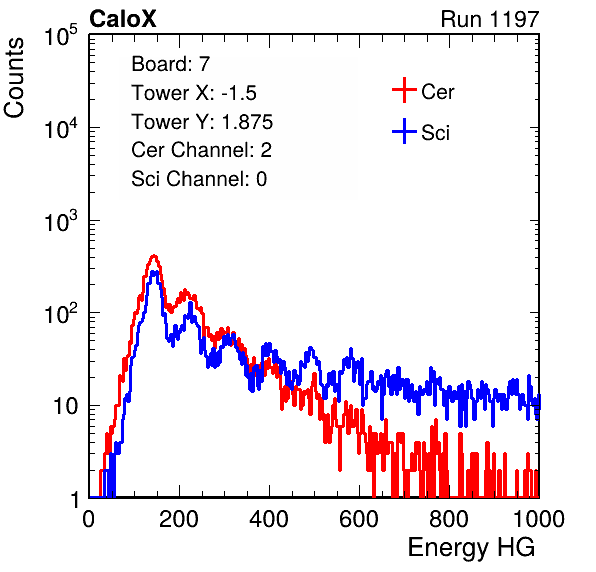 CaloX Run 1197
Counts
10^5
10^4
10^3
10^2
10
1
Board: 7
Tower X: -1.5
Tower Y: 1.875
Cer Channel: 2
Sci Channel: 0
Cer
Sci
0 200 400 600 800 1000
Energy HG